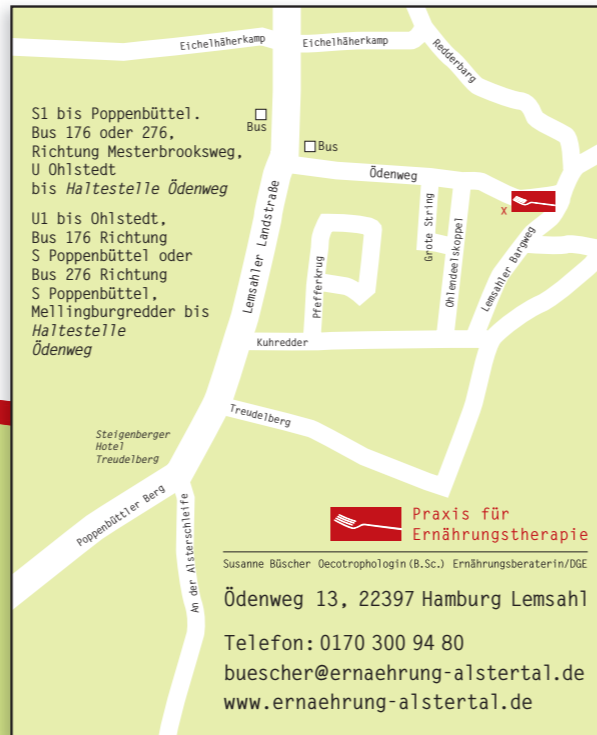 Eichelhäherkamp
Eichelhäherkamp
Redderbarg
S1 bis Poppenbüttel.
Bus 176 oder 276,
Richtung Mesterbrooksweg,
U Ohlstedt
bis Haltestelle Ödenweg
U1 bis Ohlstedt,
Bus 176 Richtung
S Poppenbüttel oder
Bus 276 Richtung
S Poppenbüttel,
Mellingburgredder bis
Haltestelle
Ödenweg
Bus
Bus
Ödenweg
x
Lemsahler Landstraße
Pfefferkrug
Grote String
Ohlendeelskoppel
Lemsahler Bargweg
Kuhredder
Treudelberg
Steigenberger
Hotel
Treudelberg
Poppenbüttler Berg
An der Alsterschleife
Praxis für
Ernährungstherapie
Susanne Büscher Oecotrophologin (B.Sc.) Ernährungsberaterin/DGE
Ödenweg 13, 22397 Hamburg Lemsahl
Telefon: 0170 300 94 80
buescher@ernaehrung-alstertal.de
www.ernaehrung-alstertal.de